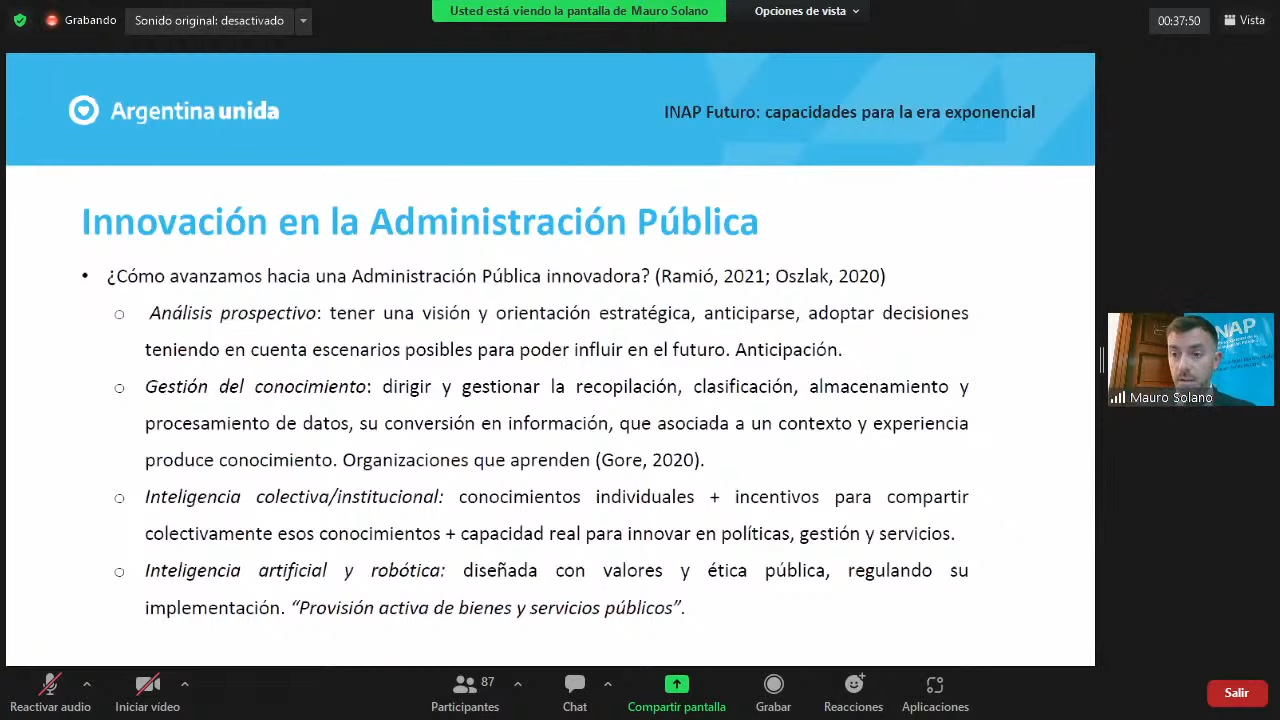 Grabando
Sonido original: desactivado
Usted está viendo la pantalla de Mauro Solano
Opciones de vista
00:37:50
Vista
Argentina unida
INAP Futuro: capacidades para la era exponencial
Innovación en la Administración Pública
• ¿Cómo avanzamos hacia una Administración Pública innovadora? (Ramió, 2021; Oszlak, 2020)
○ Análisis prospectivo: tener una visión y orientación estratégica, anticiparse, adoptar decisiones
teniendo en cuenta escenarios posibles para poder influir en el futuro. Anticipación.
○ Gestión del conocimiento: dirigir y gestionar la recopilación, clasificación, almacenamiento y
procesamiento de datos, su conversión en información, que asociada a un contexto y experiencia
produce conocimiento. Organizaciones que aprenden (Gore, 2020).
○ Inteligencia colectiva/institucional: conocimientos individuales + incentivos para compartir
colectivamente esos conocimientos + capacidad real para innovar en políticas, gestión y servicios.
○ Inteligencia artificial y robótica: diseñada con valores y ética pública, regulando su
implementación. “Provisión activa de bienes y servicios públicos”.
INAP
Mauro Solano
Reactivar audio
Iniciar vídeo
87
Participantes
Chat
Compartir pantalla
Grabar
Reacciones
Aplicaciones
Salir